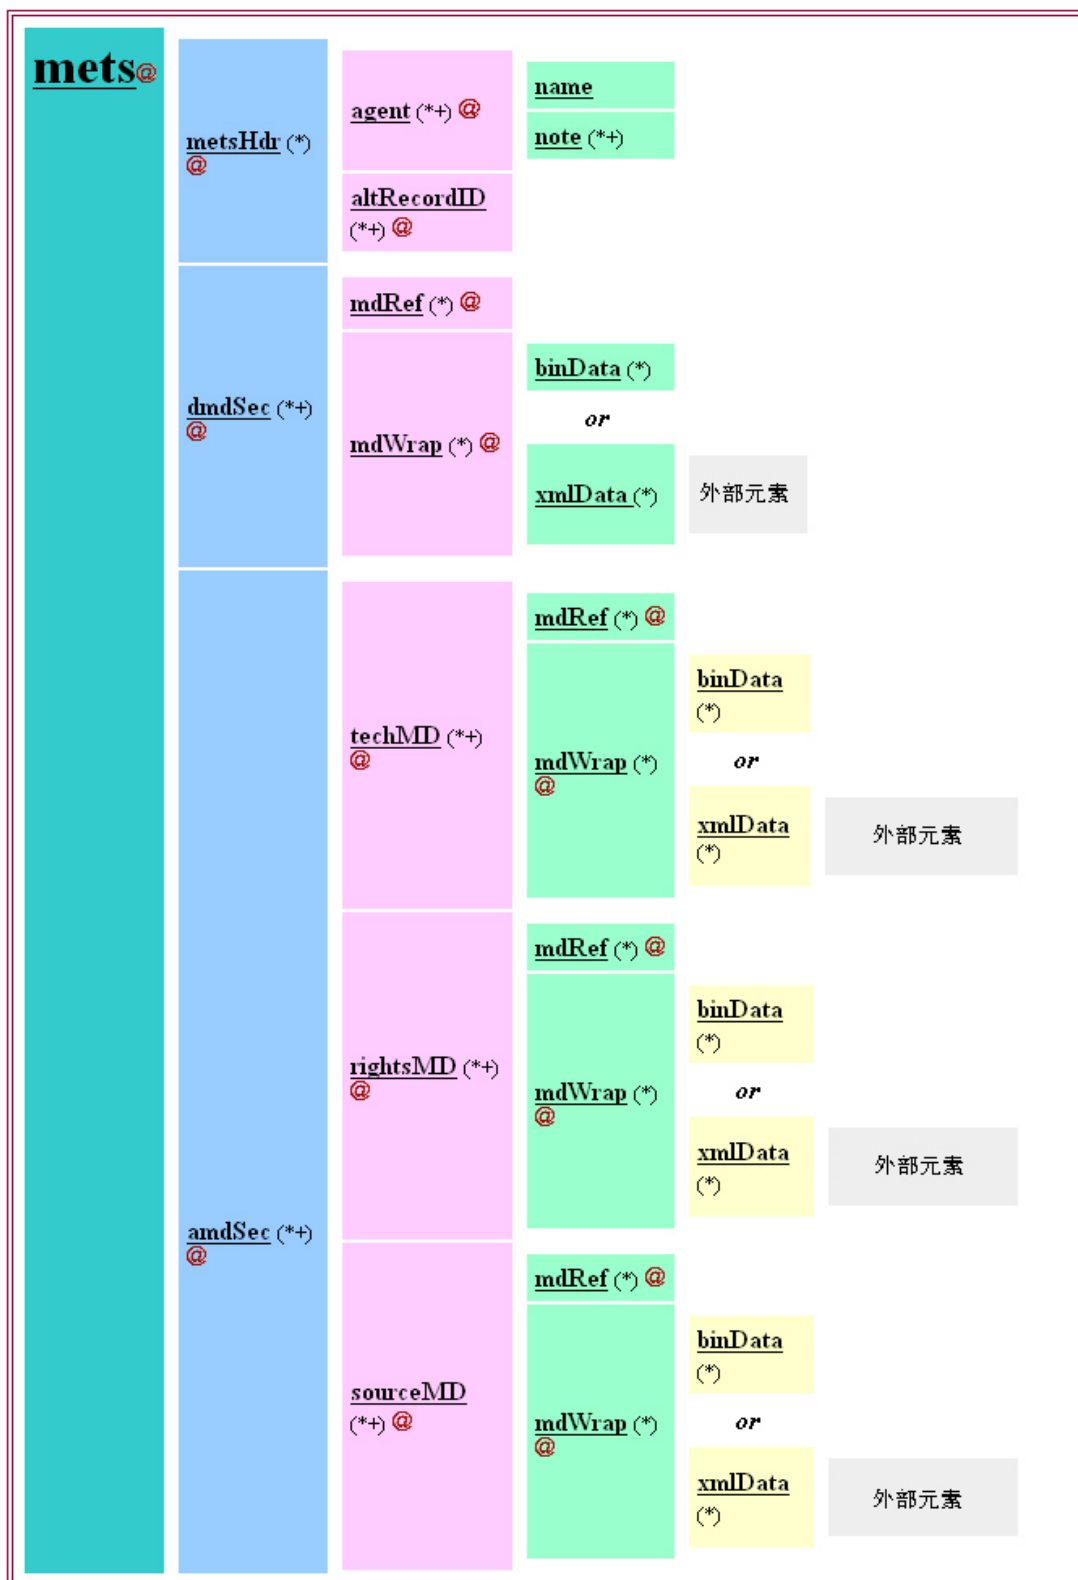 mets@
metsHdr (*)
@
agent (*+) @
name
note (*+)
altRecordID
(*+) @
dmdSec (*+)
@
mdRef (*) @
mdWrap (*) @
binData (*)
or
xmlData (*)
外部元素
amdSec (*+)
@
techMD (*+)
@
mdRef (*) @
mdWrap (*)
@
binData
(*)
or
xmlData
(*)
外部元素
rightsMD (*+)
@
mdRef (*) @
mdWrap (*)
@
binData
(*)
or
xmlData
(*)
外部元素
sourceMD
(*+) @
mdRef (*) @
mdWrap (*)
@
binData
(*)
or
xmlData
(*)
外部元素